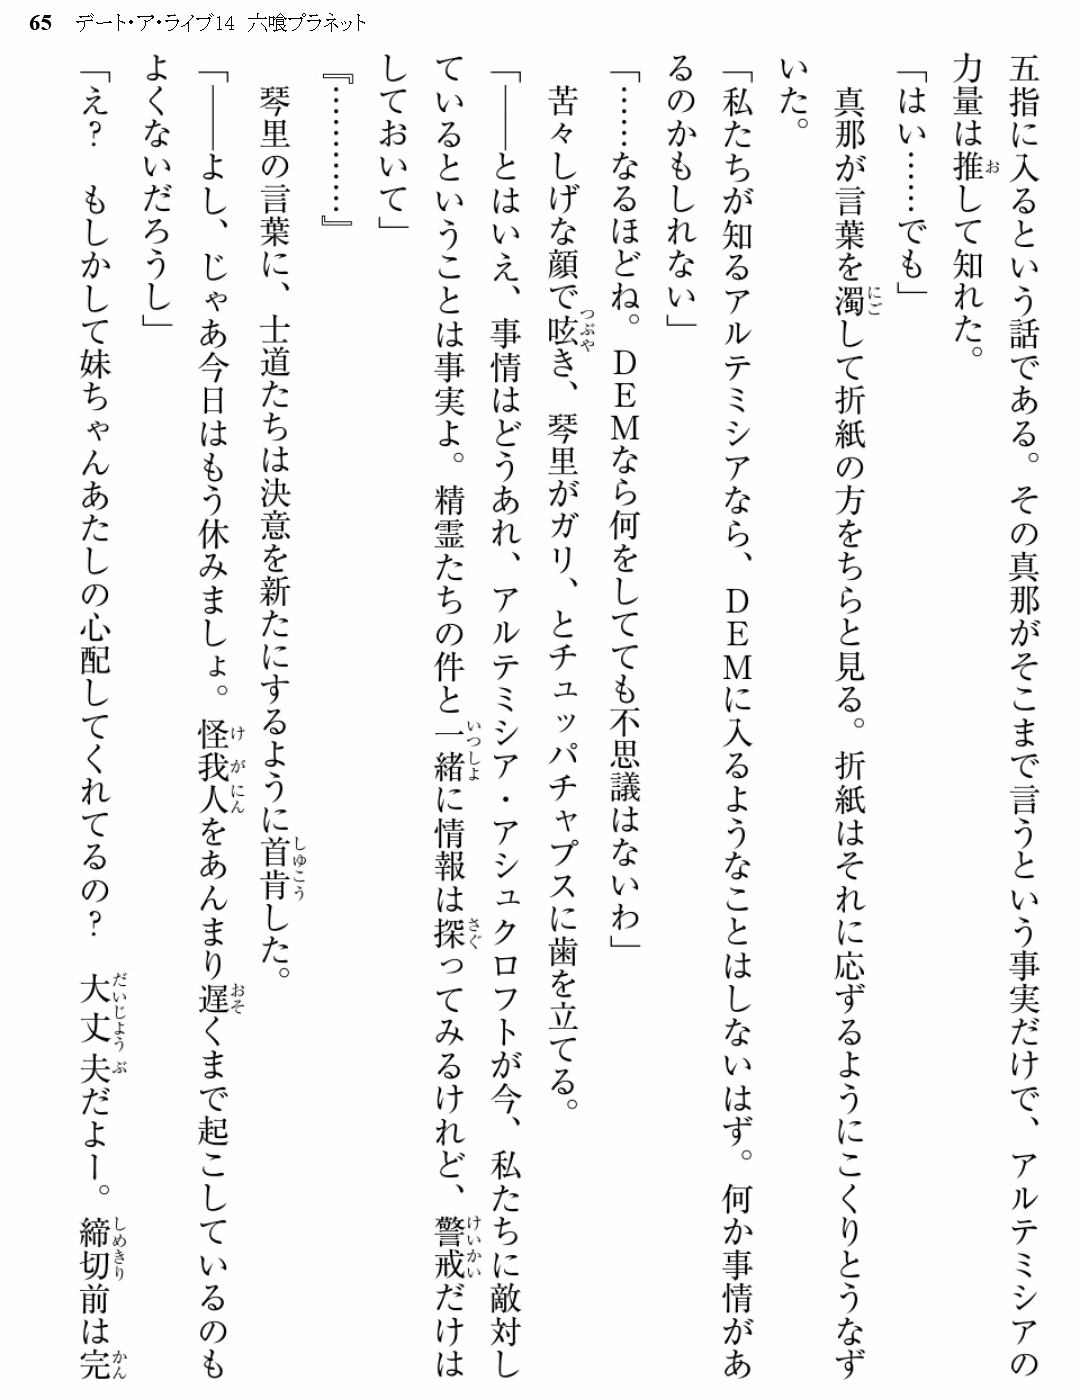 65 デート・ア・ライブ14 六喰プラネット
五指に入るという話である。その真那がそこまで言うという事実だけで、アルテミシアの
力量は推して知れた。
「はい……でも」
真那が言葉を濁して折紙の方をちらと見る。折紙はそれに応ずるようにこくりとうなず
いた。
「私たちが知るアルテミシアなら、ＤＥＭに入るようなことはしないはず。何か事情があ
るのかもしれない」
「……なるほどね。ＤＥＭなら何をしてても不思議はないわ」
苦々しげな顔で呟き、琴里がガリ、とチュッパチャプスに歯を立てる。
「――とはいえ、事情はどうあれ、アルテミシア・アシュクロフトが今、私たちに敵対し
ているということは事実よ。精霊たちの件と一緒に情報は探ってみるけれど、警戒だけは
しておいて」
『…………』
琴里の言葉に、士道たちは決意を新たにするように首肯した。
「――よし、じゃあ今日はもう休みましょ。怪我人をあんまり遅くまで起こしているのも
よくないだろうし」
「え？　もしかして妹ちゃんあたしの心配してくれてるの？　大丈夫だよー。締切前は完